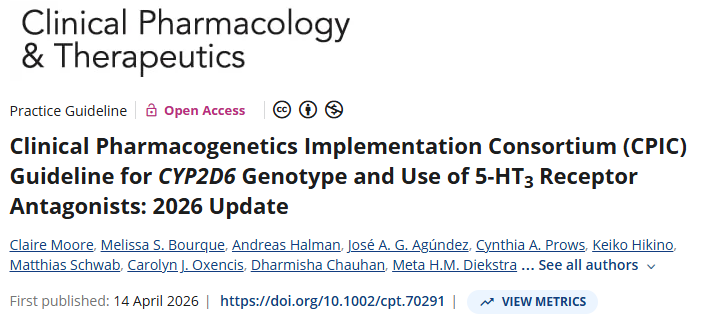 Clinical Pharmacology
& Therapeutics
Practice Guideline | Open Access
Clinical Pharmacogenetics Implementation Consortium (CPIC)
Guideline for CYP2D6 Genotype and Use of 5-HT₃ Receptor
Antagonists: 2026 Update
Claire Moore, Melissa S. Bourque, Andreas Halman, José A. G. Agúndez, Cynthia A. Prows, Keiko Hikino,
Matthias Schwab, Carolyn J. Oxencis, Dharmisha Chauhan, Meta H.M. Diekstra ... See all authors
First published: 14 April 2026 | https://doi.org/10.1002/cpt.70291 | VIEW METRICS